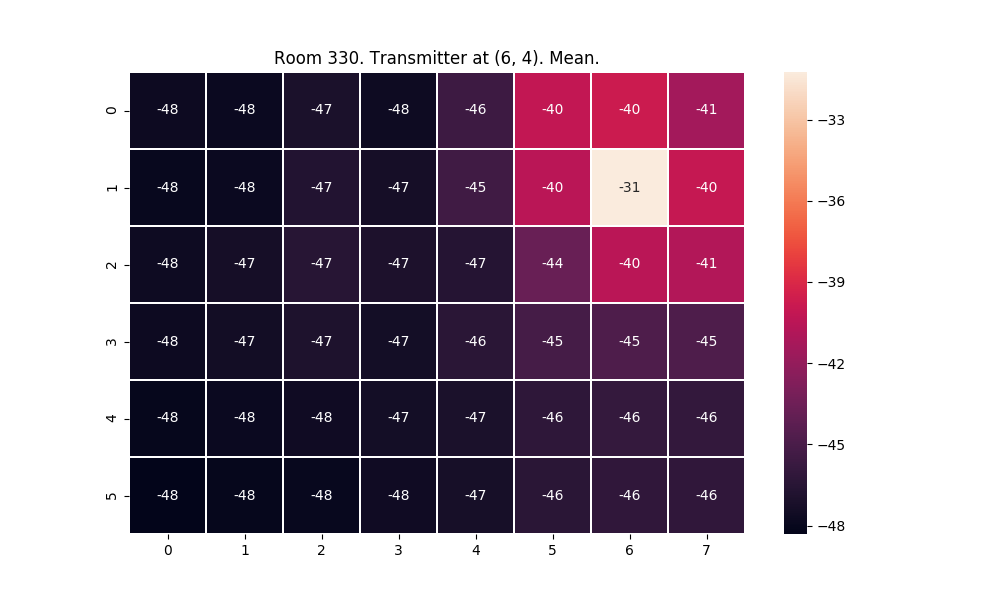 Room 330. Transmitter at (6, 4). Mean.
0 -48 -48 -47 -48 -46 -40 -40 -41
1 -48 -48 -47 -47 -45 -40 -31 -40
2 -48 -47 -47 -47 -47 -44 -40 -41
3 -48 -47 -47 -47 -46 -45 -45 -45
4 -48 -48 -48 -47 -47 -46 -46 -46
5 -48 -48 -48 -48 -47 -46 -46 -46
0 1 2 3 4 5 6 7
−33
−36
−39
−42
−45
−48